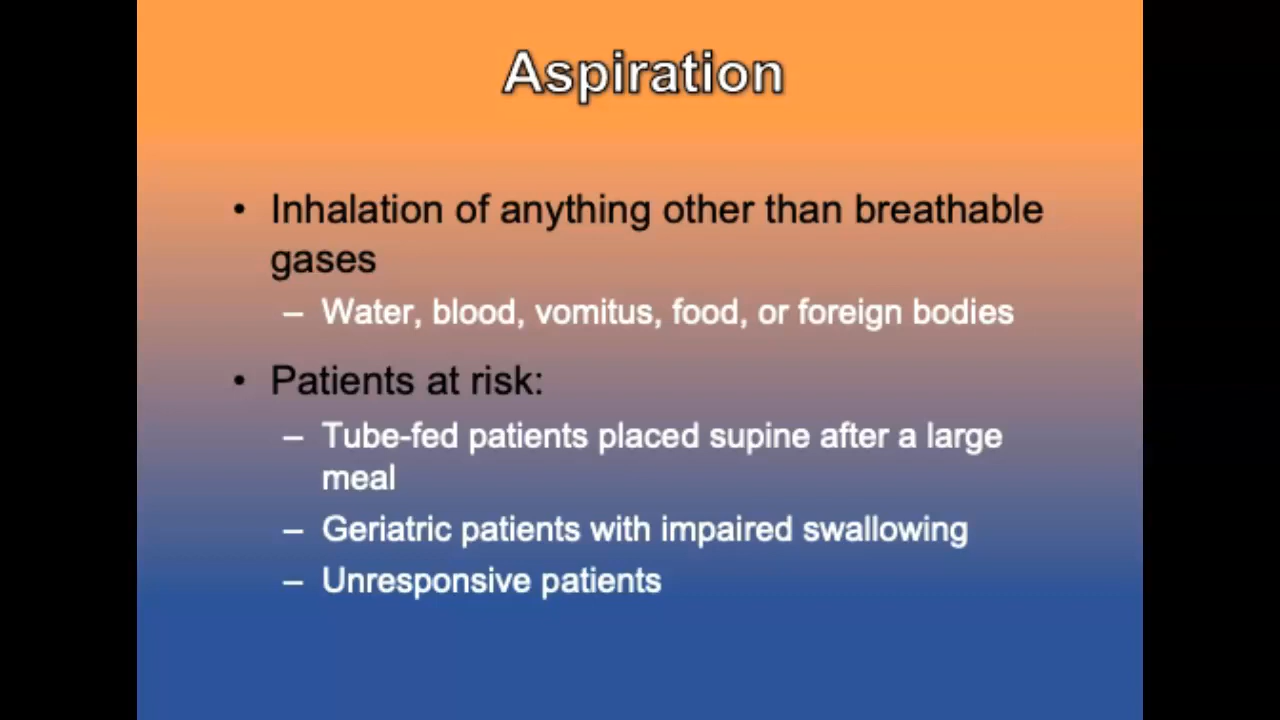 Aspiration
• Inhalation of anything other than breathable
gases
– Water, blood, vomitus, food, or foreign bodies
• Patients at risk:
– Tube-fed patients placed supine after a large
meal
– Geriatric patients with impaired swallowing
– Unresponsive patients